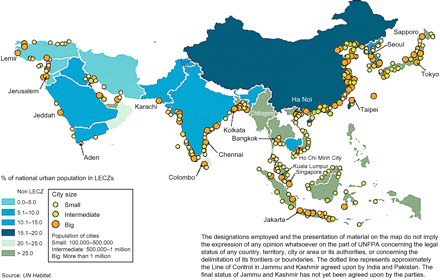 Sapporo
Seoul
Tokyo
Jerusalem
Ha Noi
Taipei
Karachi
Jeddah
Chittagong
Kolkata
Bangkok
Aden
Chennai
Ho Chi Minh City
Kuala Lumpur
Singapore
Colombo
Jakarta
% of national urban population in LECZs
Non LECZ
0.0–5.0
5.1–10.0
10.1–15.0
15.1–20.0
20.1–25.0
> 25.0
City size
Small
Intermediate
Big
Population of cities
Small: 100,000–500,000
Intermediate: 500,000–1 million
Big: More than 1 million
The designations employed and the presentation of material on the map do not imply
the expression of any opinion whatsoever on the part of UNFPA concerning the legal
status of any country, territory, city or area or its authorities, or concerning
the delimitation of its frontiers or boundaries. The dotted line represents approximately
the Line of Control in Jammu and Kashmir agreed upon by India and Pakistan. The
final status of Jammu and Kashmir has not yet been agreed upon by the parties.
Source: UN Habitat.